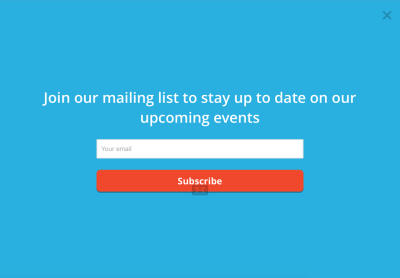 Join our mailing list to stay up to date on our
upcoming events
Your email
Subscribe